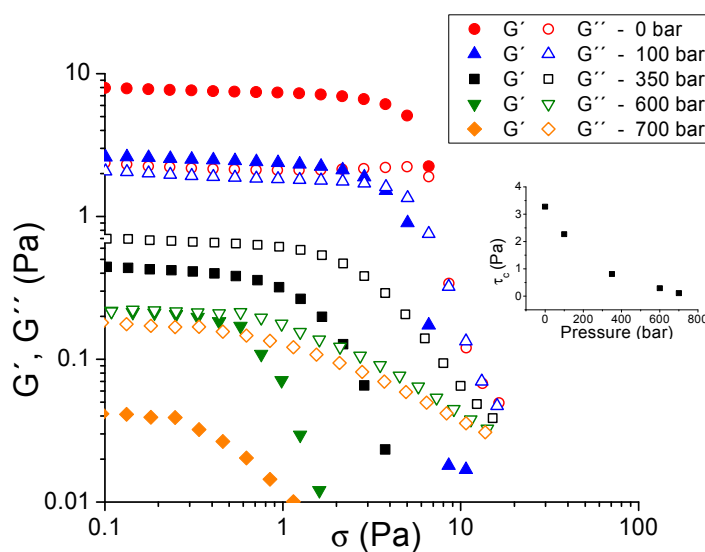 G´ G´´ - 0 bar
G´ G´´ - 100 bar
G´ G´´ - 350 bar
G´ G´´ - 600 bar
G´ G´´ - 700 bar
10
1
0.1
0.01
G´, G´´ (Pa)
0.1 1 10 100
σ (Pa)
4
3
2
1
0
τc (Pa)
0 200 400 600 800
Pressure (bar)